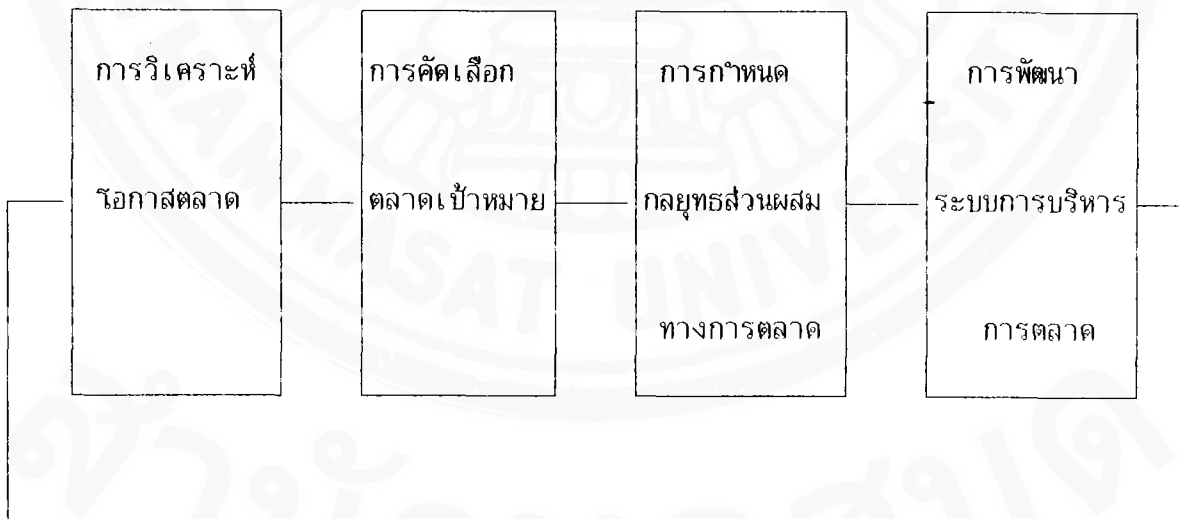 การวิเคราะห์
โอกาสตลาด
การคัดเลือก
ตลาดเป้าหมาย
การกำหนด
กลยุทธส่วนผสม
ทางการตลาด
การพัฒนา
ระบบการบริหาร
การตลาด
THAMMASAT UNIVERSITY